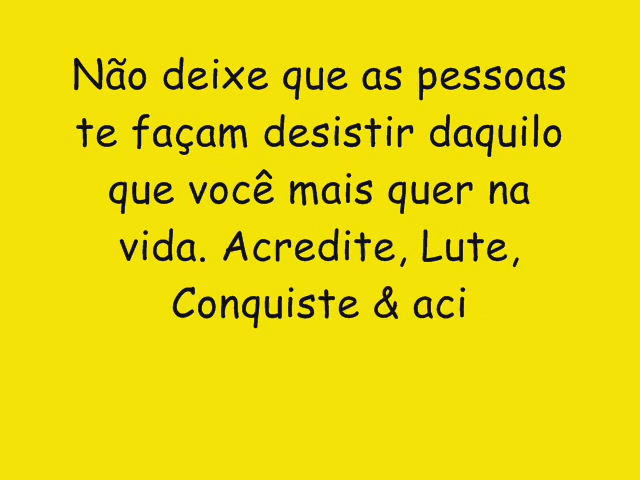 Não deixe que as pessoas
te façam desistir daquilo
que você mais quer na
vida. Acredite, Lute,
Conquiste & aci